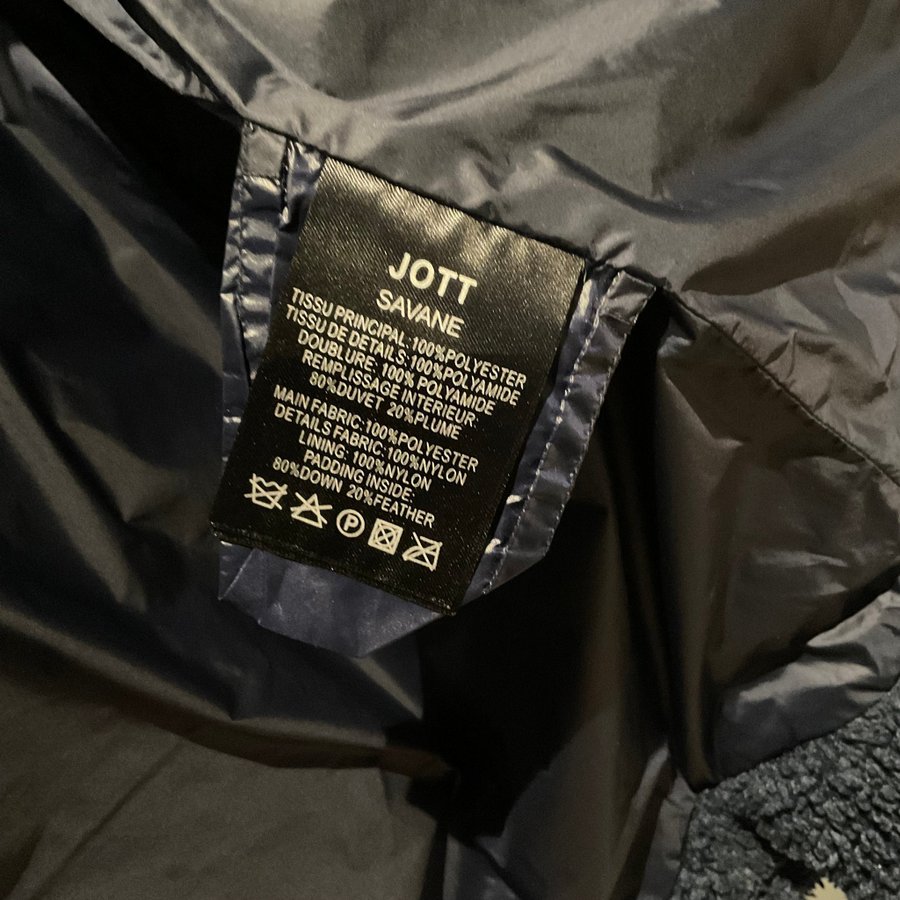 JOTT
SAVANE
TISSU PRINCIPAL:100%POLYESTER
TISSU DE DETAILS:100%POLYAMIDE
DOUBLURE: 100% POLYAMIDE
REMPLISSAGE INTERIEUR:
80%DUVET 20%PLUME
MAIN FABRIC:100%POLYESTER
DETAILS FABRIC:100%NYLON
LINING: 100%NYLON
PADDING INSIDE:
80%DOWN 20%FEATHER
P